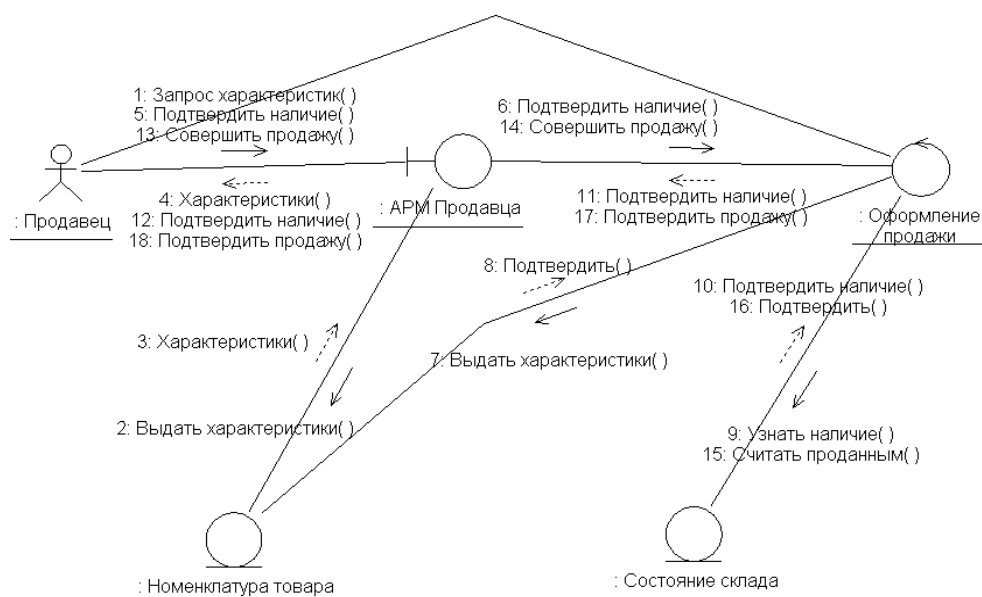 1: Запрос характеристик( )
5: Подтвердить наличие( )
13: Совершить продажу( )
6: Подтвердить наличие( )
14: Совершить продажу( )
4: Характеристики( )
12: Подтвердить наличие( )
18: Подтвердить продажу( )
11: Подтвердить наличие( )
17: Подтвердить продажу( )
: Продавец
: АРМ Продавца
: Оформление
продажи
8: Подтвердить( )
10: Подтвердить наличие( )
16: Подтвердить( )
3: Характеристики( )
7: Выдать характеристики( )
2: Выдать характеристики( )
9: Узнать наличие( )
15: Считать проданным( )
: Номенклатура товара
: Состояние склада